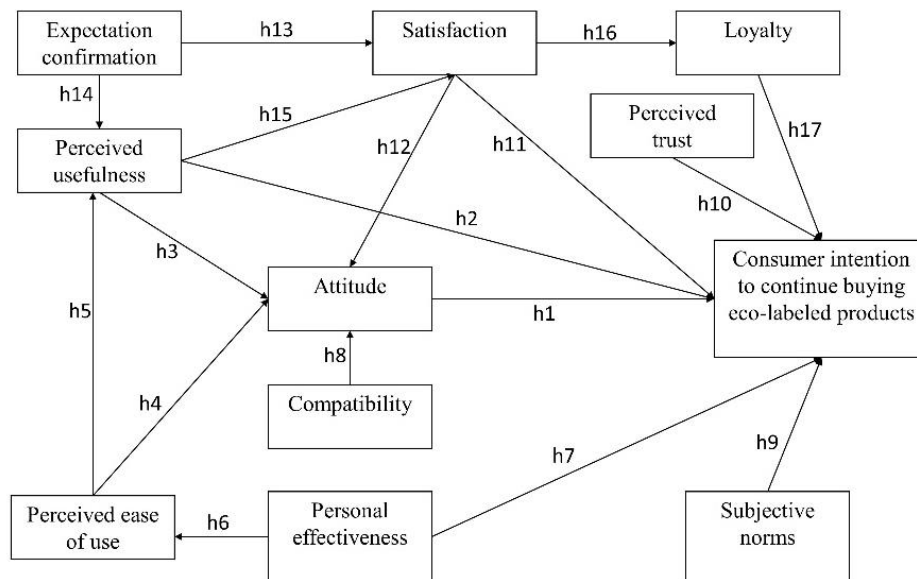 Expectation
confirmation
h13
Satisfaction
h16
Loyalty
h14
h15
h12
h11
Perceived
trust
h17
Perceived
usefulness
h10
h2
h3
Consumer intention
to continue buying
eco-labeled products
Attitude
h1
h5
h8
h4
Compatibility
h7
h9
Perceived ease
of use
h6
Personal
effectiveness
Subjective
norms